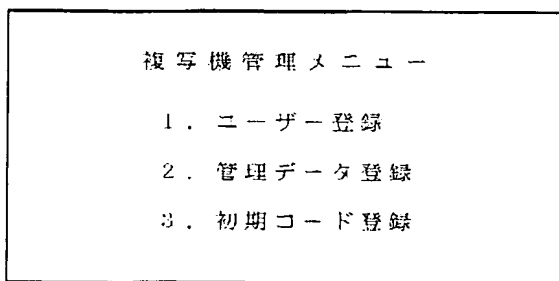 複写機管理メニュー
1．ユーザー登録
2．管理データ登録
3．初期コード登録